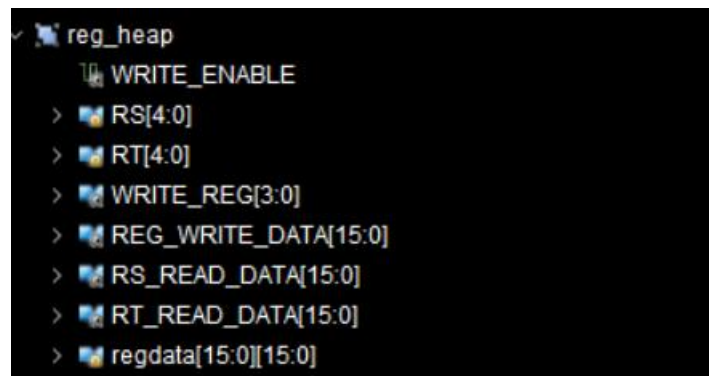 reg_heap
WRITE_ENABLE
RS[4:0]
RT[4:0]
WRITE_REG[3:0]
REG_WRITE_DATA[15:0]
RS_READ_DATA[15:0]
RT_READ_DATA[15:0]
regdata[15:0][15:0]